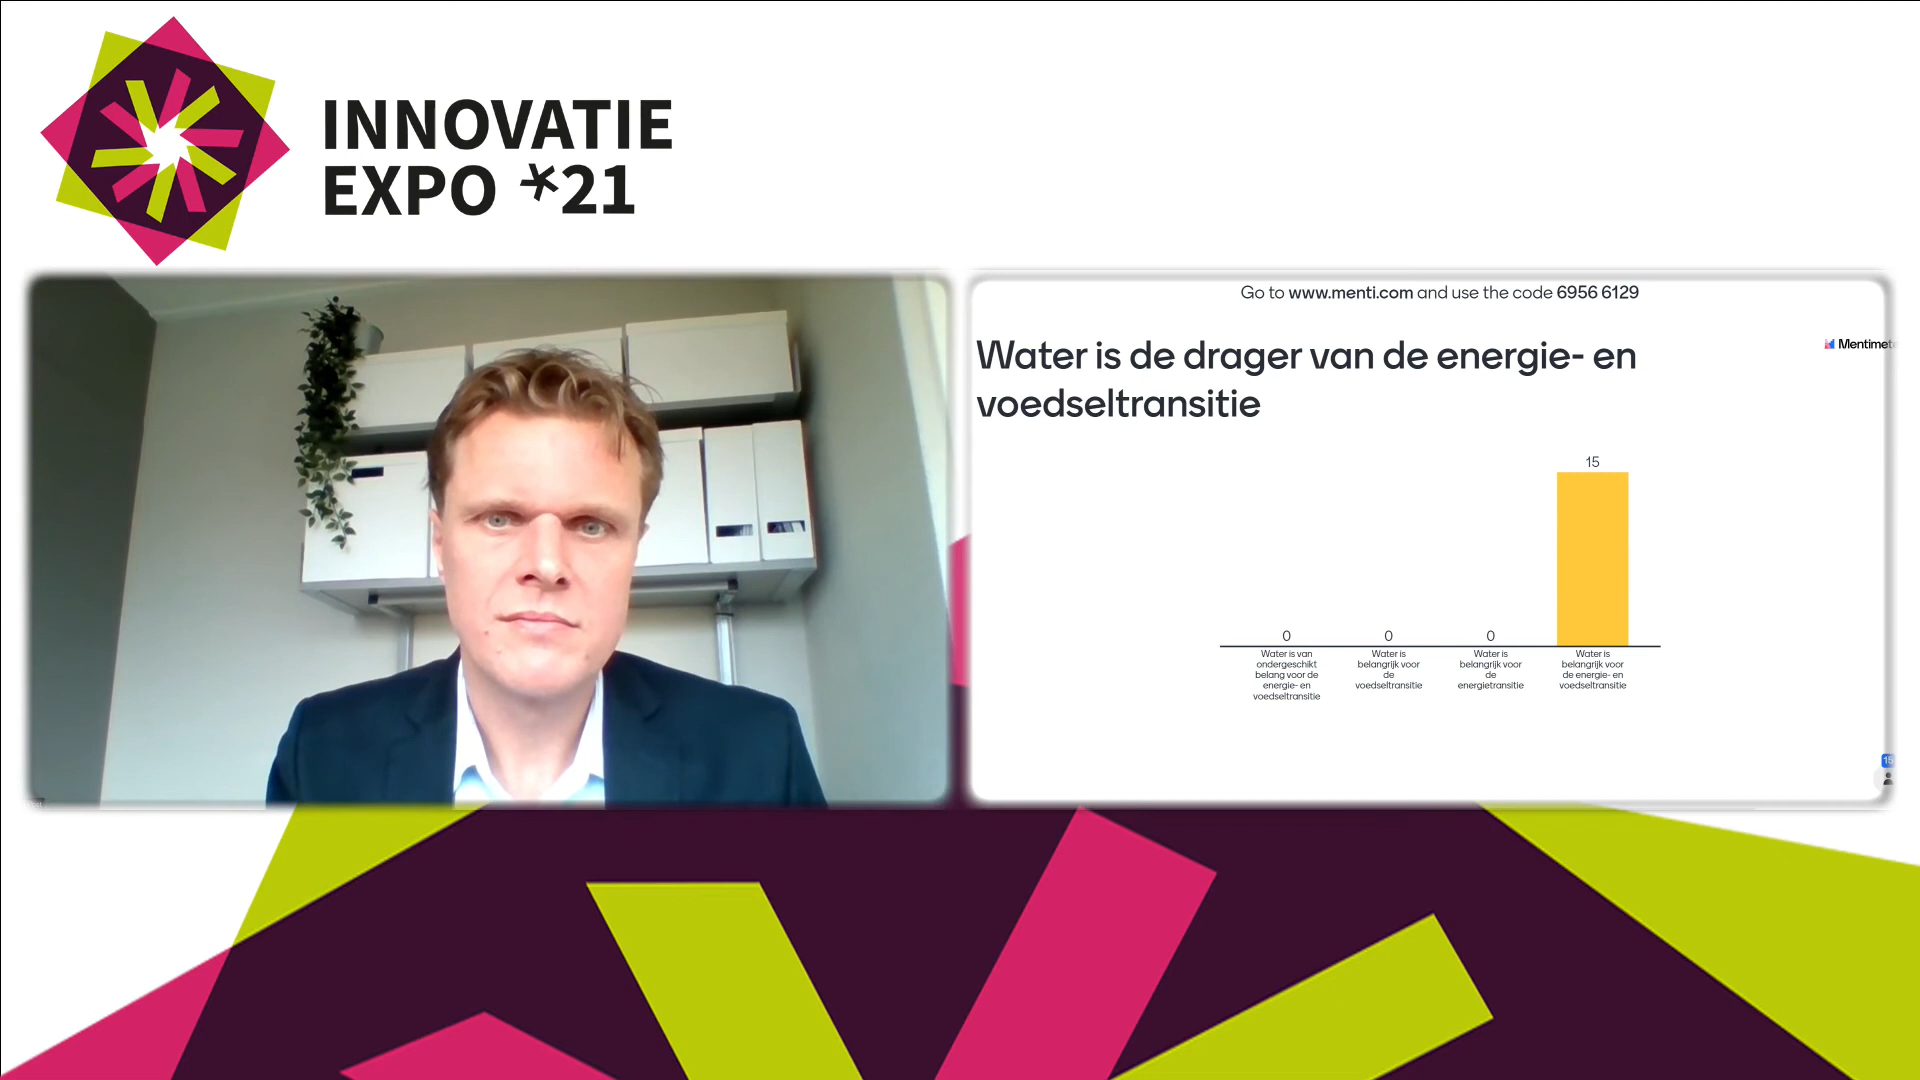 INNOVATIE
EXPO *21
Go to www.menti.com and use the code 6956 6129
Mentimet
Water is de drager van de energie- en
voedseltransitie
15
0
0
0
Water is van
ondergeschikt
belang voor de
energie- en
voedseltransitie
Water is
belangrijk voor
de
voedseltransitie
Water is
belangrijk voor
de
energietransitie
Water is
belangrijk voor
de energie- en
voedseltransitie
15